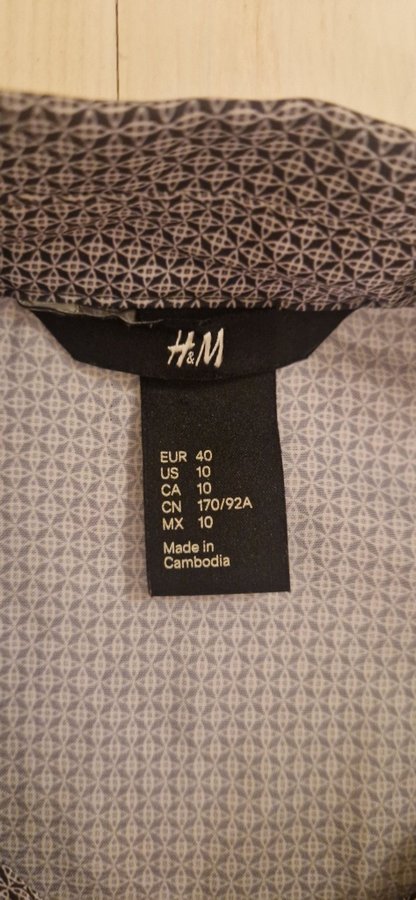 H&M
EUR 40
US 10
CA 10
CN 170/92A
MX 10
Made in
Cambodia